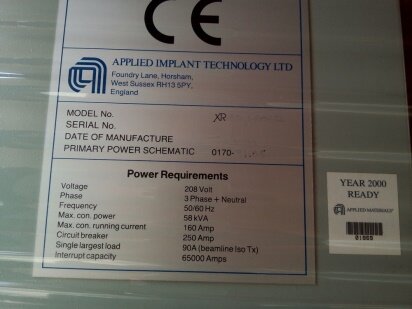 CE
APPLIED IMPLANT TECHNOLOGY LTD
Foundry Lane, Horsham,
West Sussex RH13 5PY,
England
MODEL No. XR
SERIAL No.
DATE OF MANUFACTURE
PRIMARY POWER SCHEMATIC 0170-
Power Requirements
Voltage 208 Volt
Phase 3 Phase + Neutral
Frequency 50/60 Hz
Max. con. power 58 kVA
Max. con. running current 160 Amp
Circuit breaker 250 Amp
Single largest load 90A (beamline Iso Tx)
Interrupt capacity 65000 Amps
YEAR 2000
READY
APPLIED MATERIALS
01869